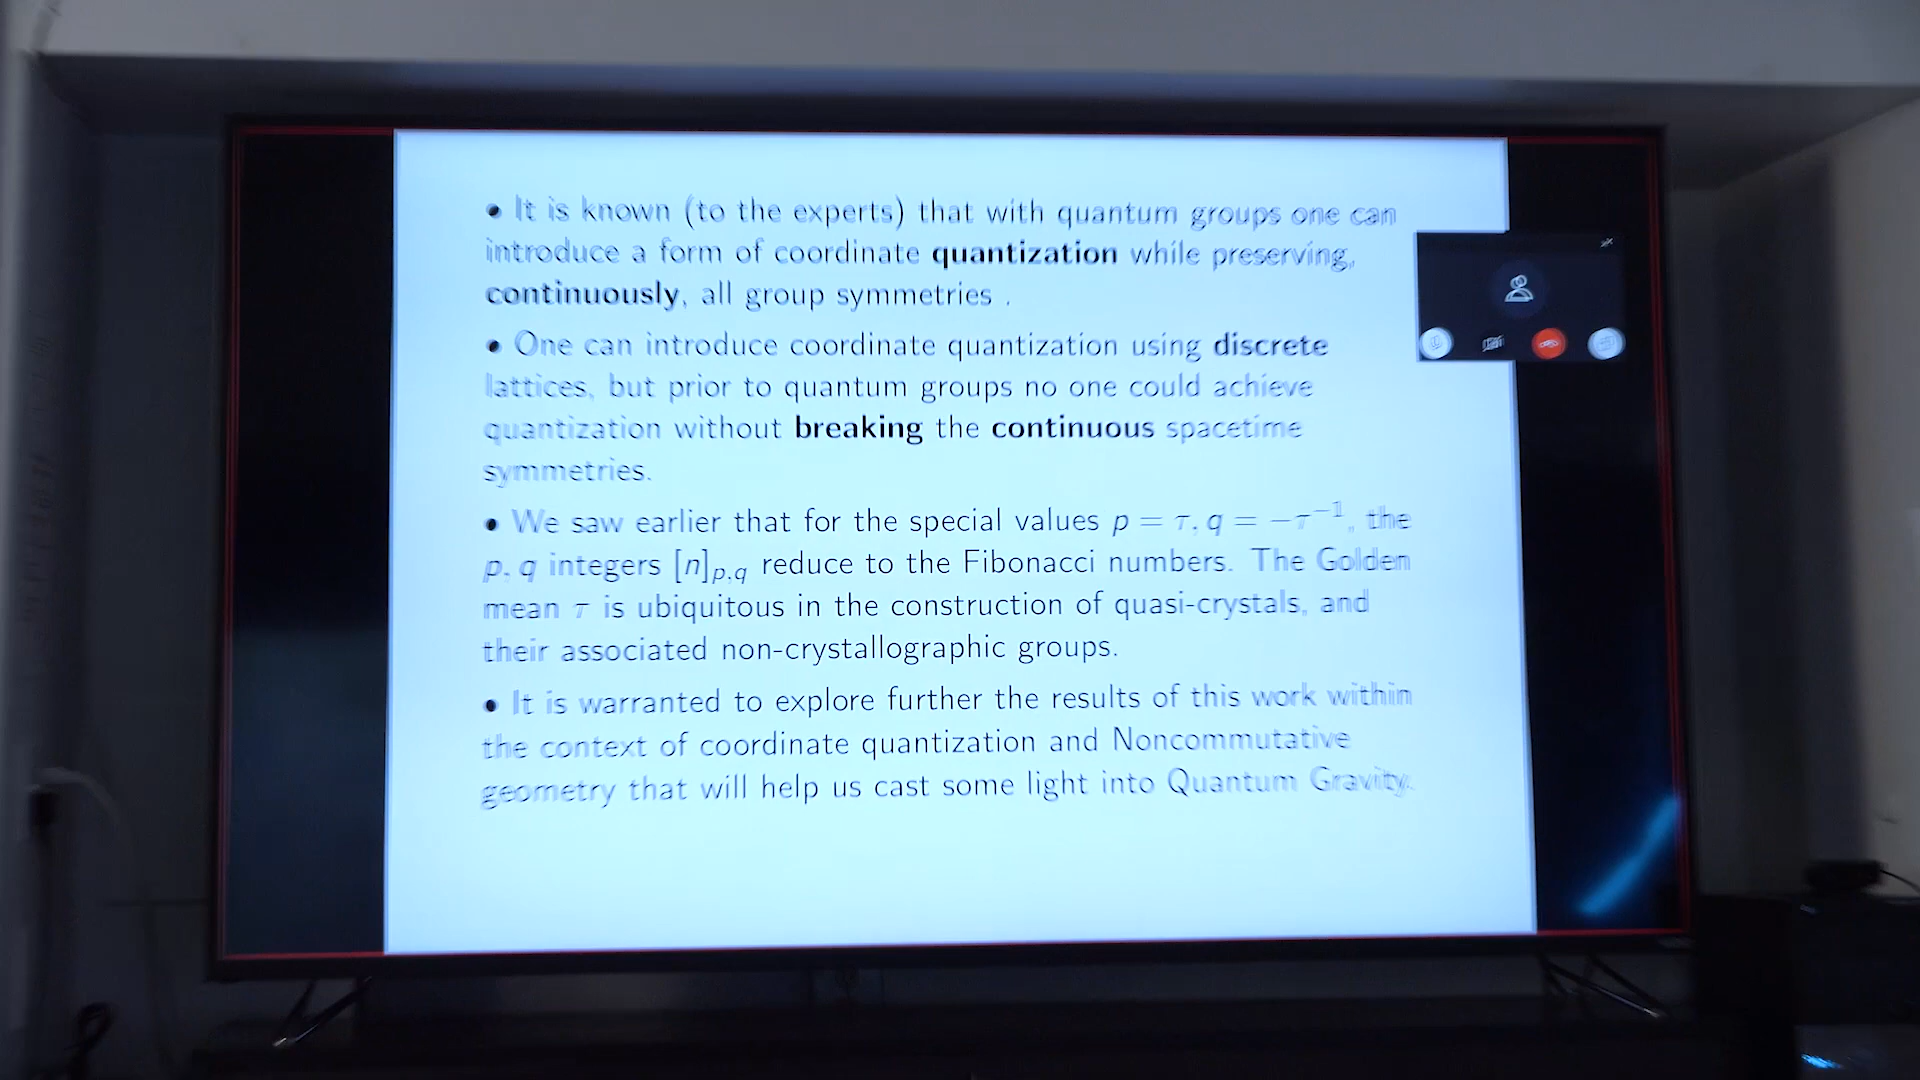 • It is known (to the experts) that with quantum groups one can
introduce a form of coordinate quantization while preserving,
continuously, all group symmetries .
• One can introduce coordinate quantization using discrete
lattices, but prior to quantum groups no one could achieve
quantization without breaking the continuous spacetime
symmetries.
• We saw earlier that for the special values p = τ, q = −τ⁻¹, the
p, q integers [n]p,q reduce to the Fibonacci numbers. The Golden
mean τ is ubiquitous in the construction of quasi-crystals, and
their associated non-crystallographic groups.
• It is warranted to explore further the results of this work within
the context of coordinate quantization and Noncommutative
geometry that will help us cast some light into Quantum Gravity.